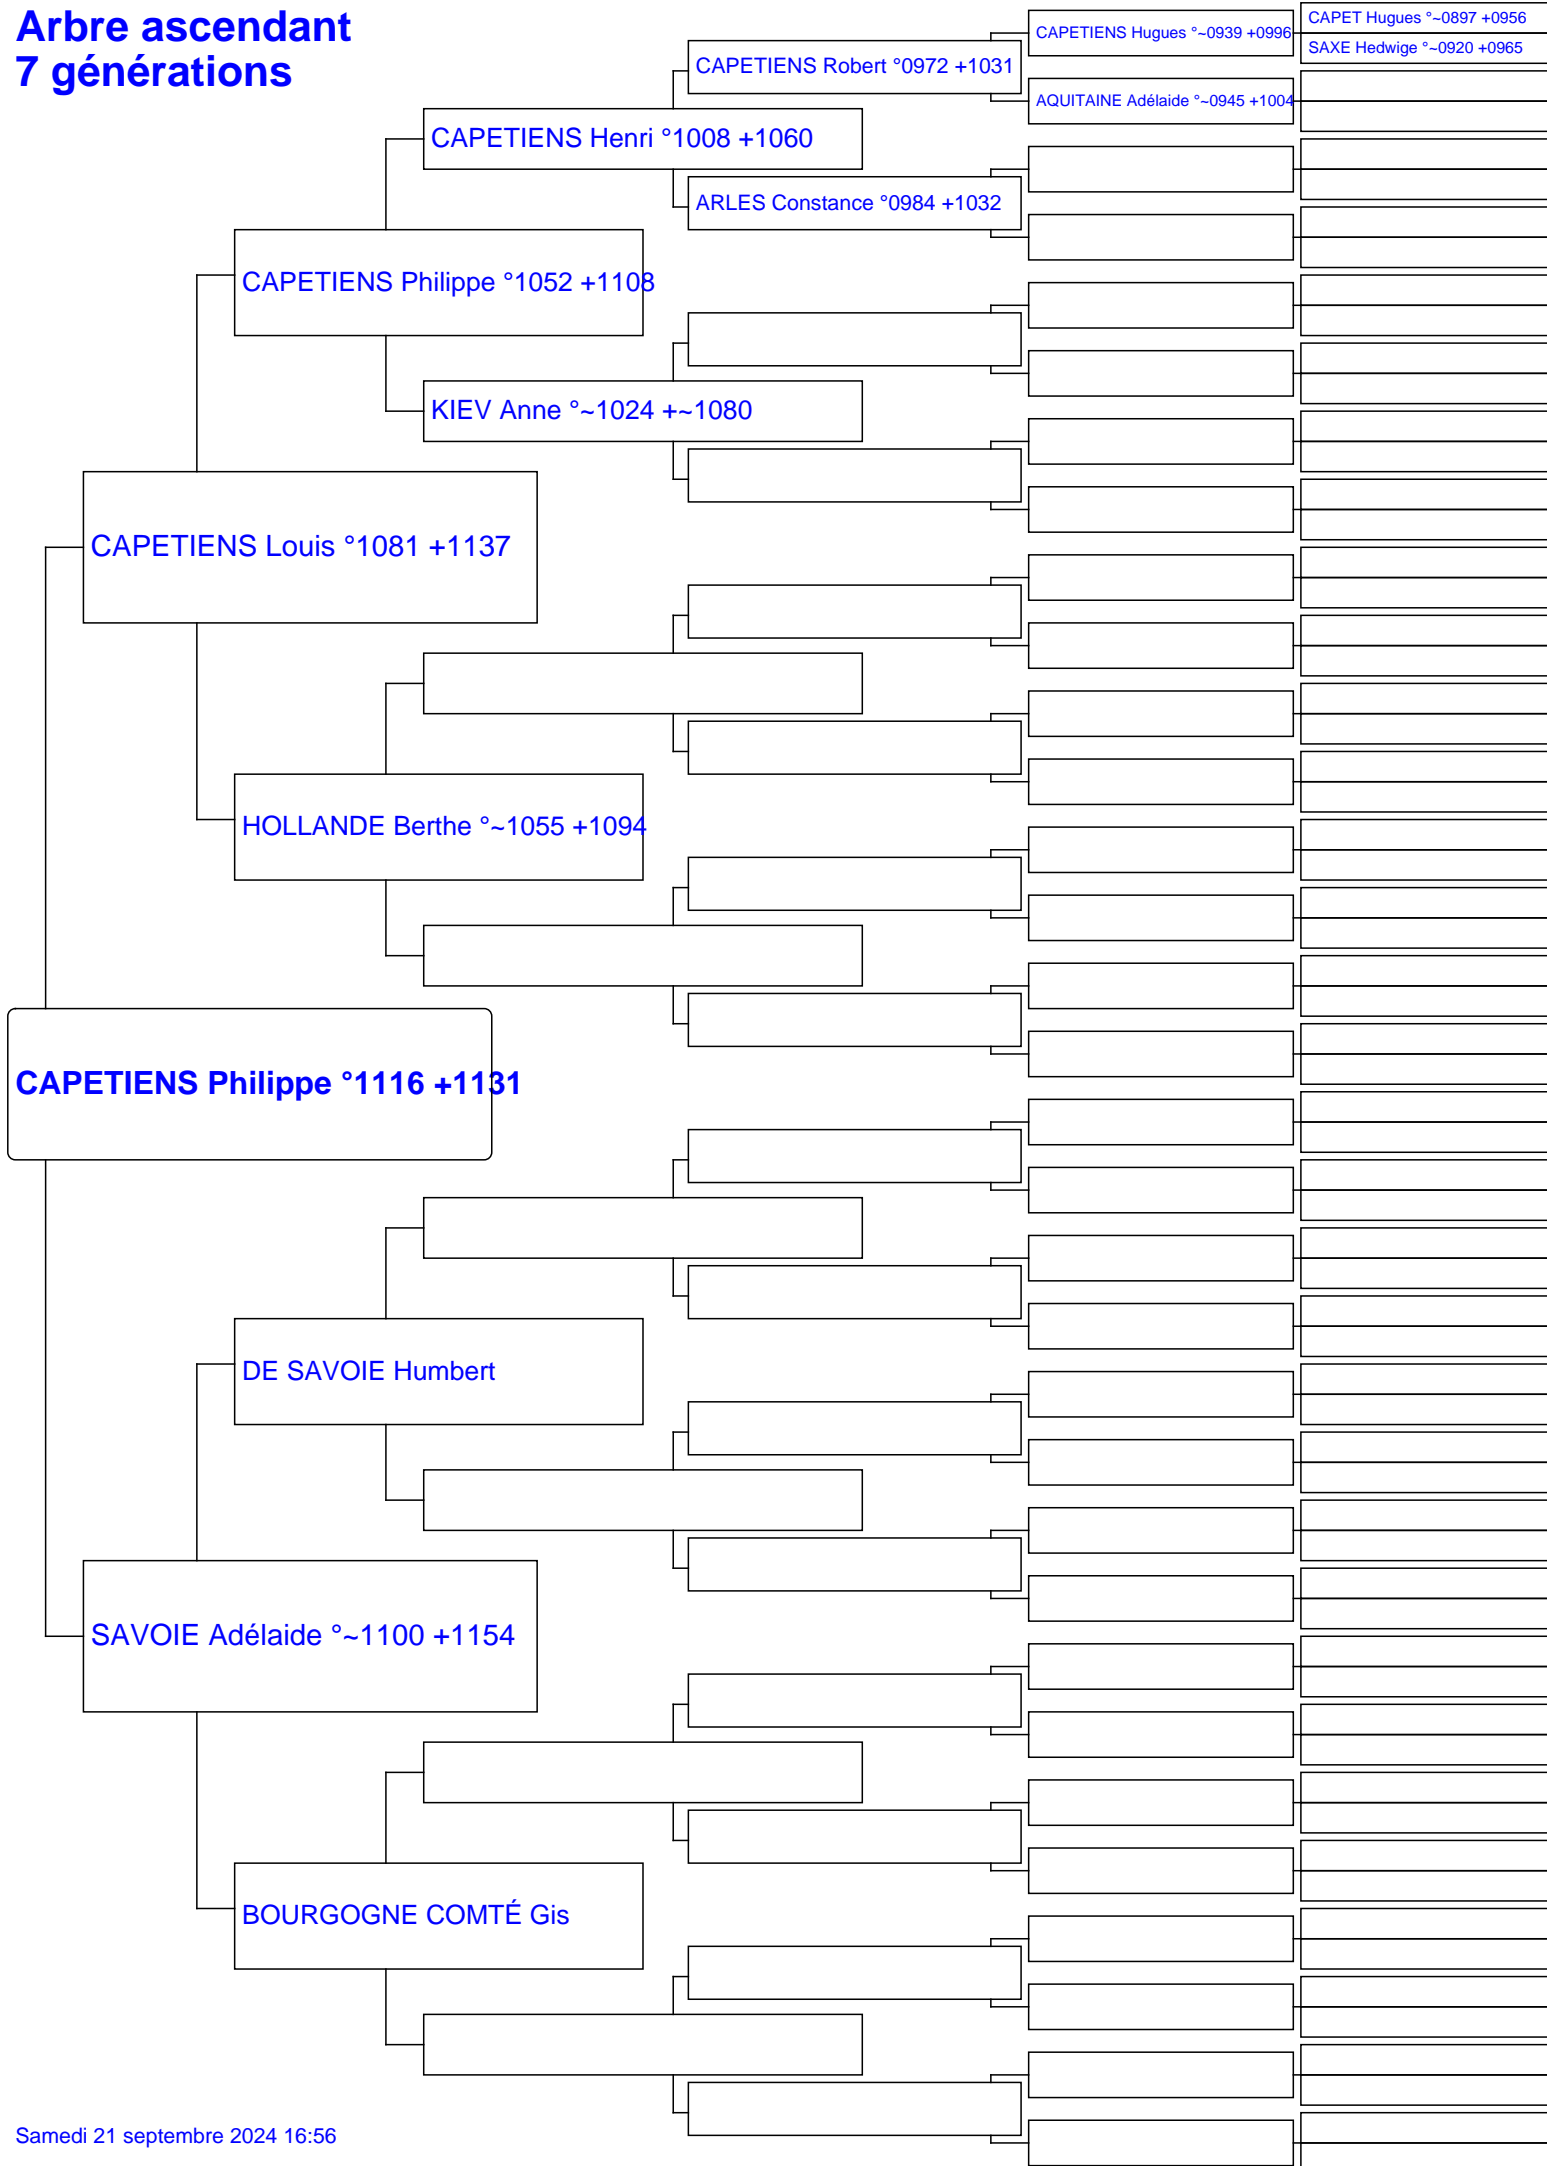 Arbre ascendant
7 générations
CAPETIENS Hugues °~0939 +0996
CAPET Hugues °~0897 +0956
SAXE Hedwige °~0920 +0965
CAPETIENS Robert °0972 +1031
AQUITAINE Adélaide °~0945 +1004
CAPETIENS Henri °1008 +1060
ARLES Constance °0984 +1032
CAPETIENS Philippe °1052 +1108
KIEV Anne °~1024 +~1080
CAPETIENS Louis °1081 +1137
HOLLANDE Berthe °~1055 +1094
CAPETIENS Philippe °1116 +1131
DE SAVOIE Humbert
SAVOIE Adélaide °~1100 +1154
BOURGOGNE COMTÉ Gis
Samedi 21 septembre 2024 16:56